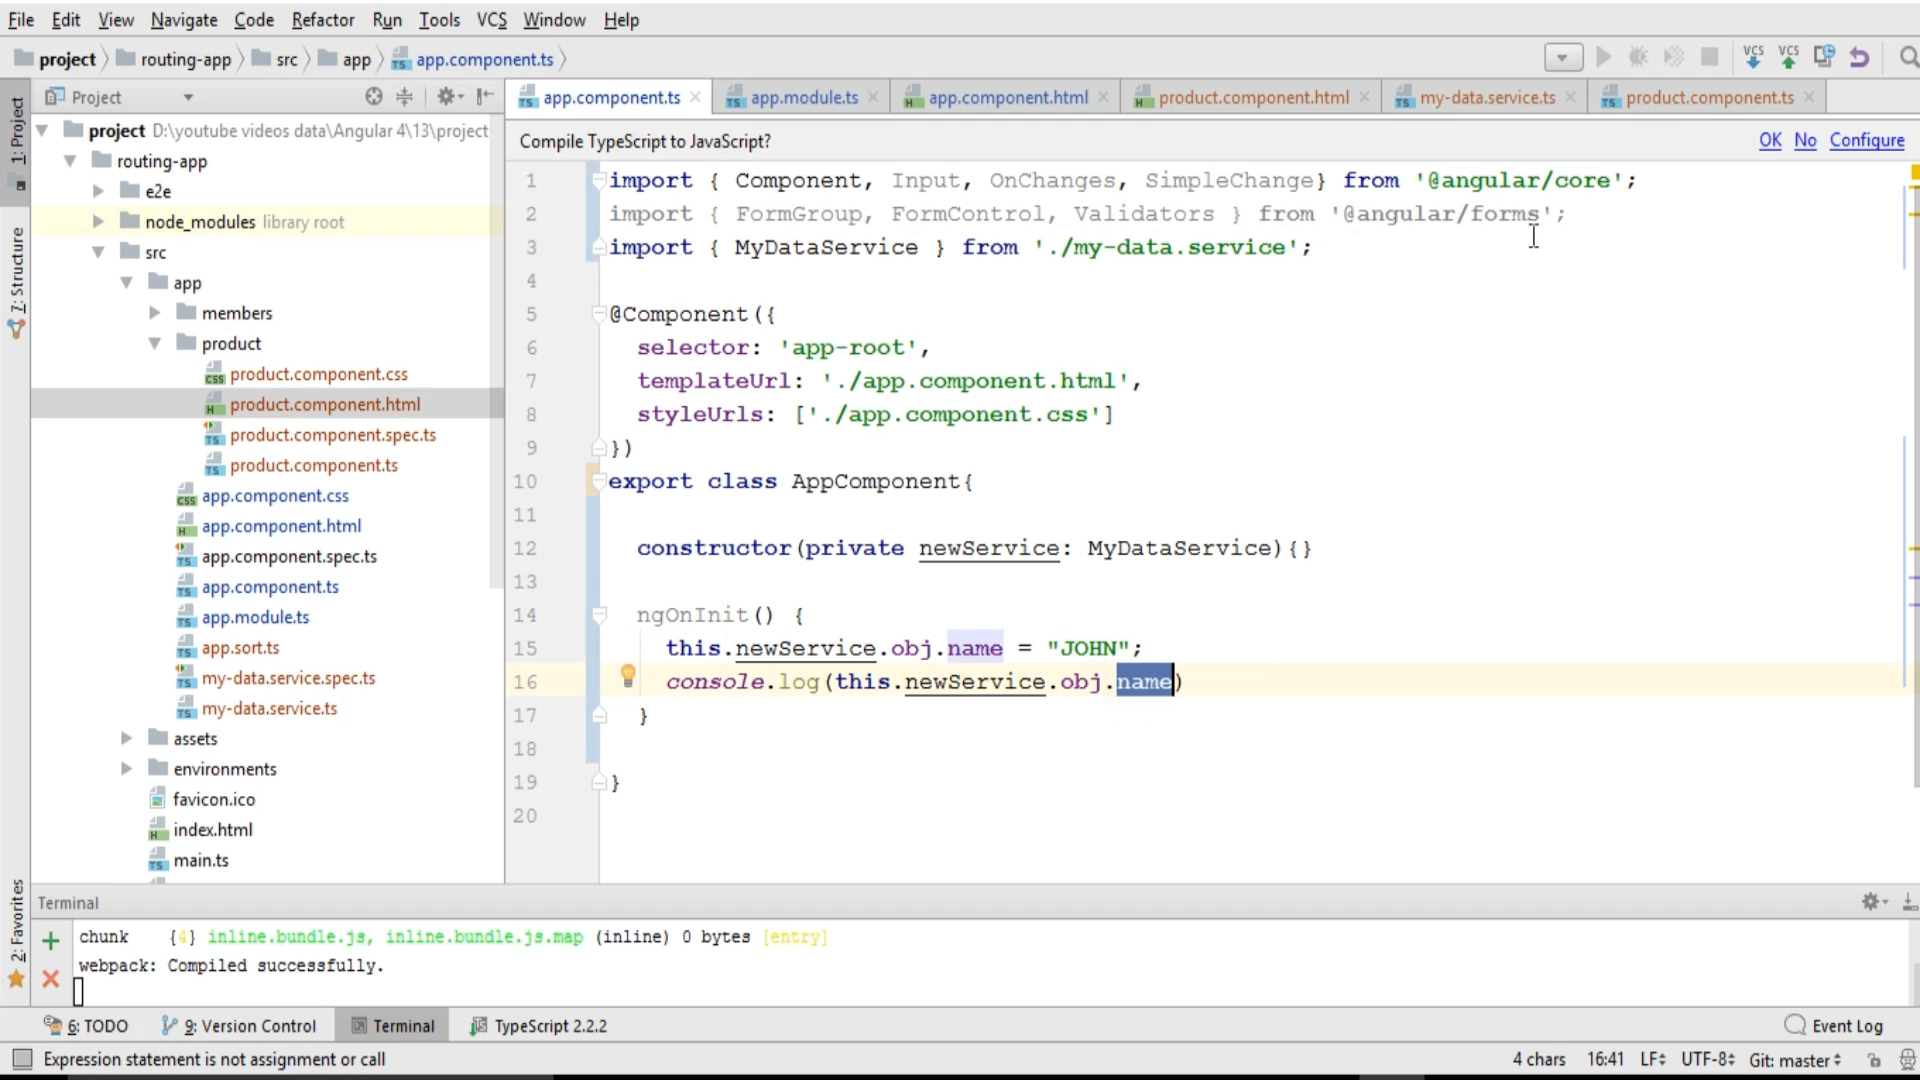 File Edit View Navigate Code Refactor Run Tools VCS Window Help
project routing-app src app app.component.ts VCS VCS
1: Project
7: Structure
2: Favorites
Project
app.component.ts app.module.ts app.component.html product.component.html my-data.service.ts product.component.ts
project D:\youtube videos data\Angular 4\13\project
routing-app
e2e
node_modules library root
src
app
members
product
product.component.css
product.component.html
product.component.spec.ts
product.component.ts
app.component.css
app.component.html
app.component.spec.ts
app.component.ts
app.module.ts
app.sort.ts
my-data.service.spec.ts
my-data.service.ts
assets
environments
favicon.ico
index.html
main.ts
Compile TypeScript to JavaScript? OK No Configure
1 import { Component, Input, OnChanges, SimpleChange} from '@angular/core';
2 import { FormGroup, FormControl, Validators } from '@angular/forms';
3 import { MyDataService } from './my-data.service';
4
5 @Component({
6 selector: 'app-root',
7 templateUrl: './app.component.html',
8 styleUrls: ['./app.component.css']
9 })
10 export class AppComponent{
11
12 constructor(private newService: MyDataService){}
13
14 ngOnInit() {
15 this.newService.obj.name = "JOHN";
16 console.log(this.newService.obj.name)
17 }
18
19 }
20
Terminal
chunk {4} inline.bundle.js, inline.bundle.js.map (inline) 0 bytes [entry]
webpack: Compiled successfully.
6: TODO 9: Version Control Terminal TypeScript 2.2.2 Event Log
Expression statement is not assignment or call 4 chars 16:41 LF UTF-8 Git: master